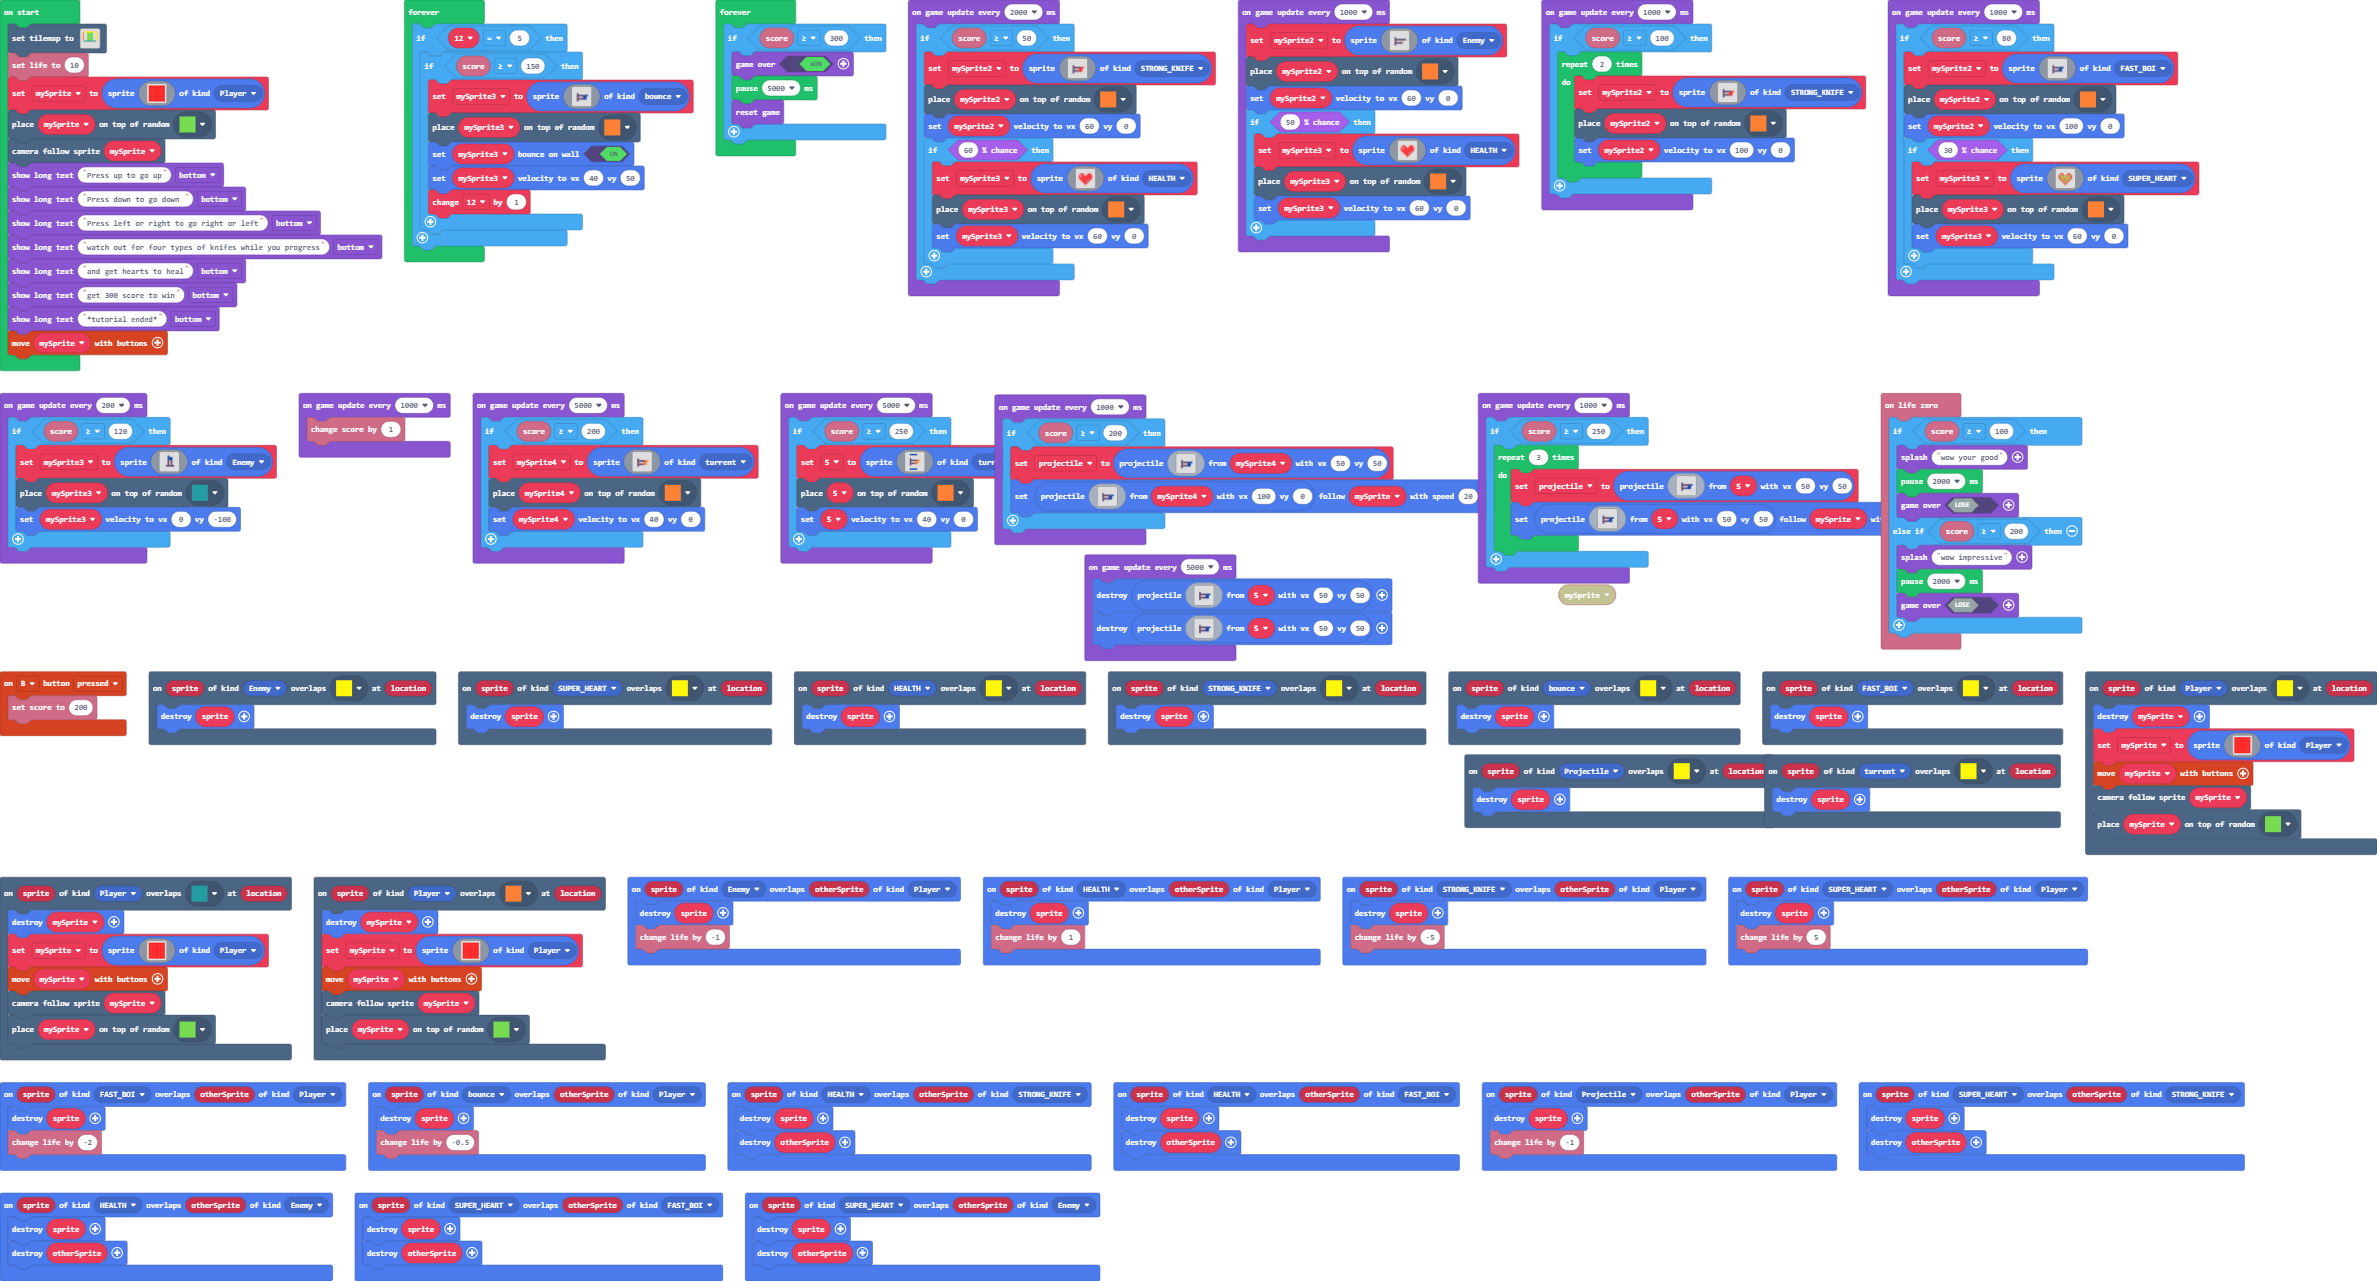 on start
set tilemap to
set life to 10
set mySprite to sprite of kind Player
place mySprite on top of random
camera follow sprite mySprite
show long text "Press up to go up" bottom
show long text "Press down to go down " bottom
show long text "Press left or right to go right or left" bottom
show long text "watch out for four types of knifes while you progress" bottom
show long text "and get hearts to heal" bottom
show long text "get 300 score to win" bottom
show long text "*tutorial ended*" bottom
move mySprite with buttons
forever
if 12 = 5 then
if score ≥ 150 then
set mySprite3 to sprite of kind bounce
place mySprite3 on top of random
set mySprite3 bounce on wall ON
set mySprite3 velocity to vx 40 vy 50
change 12 by 1
forever
if score ≥ 300 then
game over WIN
pause 5000 ms
reset game
on game update every 2000 ms
if score ≥ 50 then
set mySprite2 to sprite of kind STRONG_KNIFE
place mySprite2 on top of random
set mySprite2 velocity to vx 60 vy 0
if 60 % chance then
set mySprite3 to sprite of kind HEALTH
place mySprite3 on top of random
set mySprite3 velocity to vx 60 vy 0
on game update every 1000 ms
set mySprite2 to sprite of kind Enemy
place mySprite2 on top of random
set mySprite2 velocity to vx 60 vy 0
if 50 % chance then
set mySprite3 to sprite of kind HEALTH
place mySprite3 on top of random
set mySprite3 velocity to vx 60 vy 0
on game update every 1000 ms
if score ≥ 100 then
repeat 2 times
do
set mySprite2 to sprite of kind STRONG_KNIFE
place mySprite2 on top of random
set mySprite2 velocity to vx 100 vy 0
on game update every 1000 ms
if score ≥ 80 then
set mySprite2 to sprite of kind FAST_BOI
place mySprite2 on top of random
set mySprite2 velocity to vx 100 vy 0
if 30 % chance then
set mySprite3 to sprite of kind SUPER_HEART
place mySprite3 on top of random
set mySprite3 velocity to vx 60 vy 0
on game update every 200 ms
if score ≥ 120 then
set mySprite3 to sprite of kind Enemy
place mySprite3 on top of random
set mySprite3 velocity to vx 0 vy -100
on game update every 1000 ms
change score by 1
on game update every 5000 ms
if score ≥ 200 then
set mySprite4 to sprite of kind turrent
place mySprite4 on top of random
set mySprite4 velocity to vx 40 vy 0
on game update every 5000 ms
if score ≥ 250 then
set 5 to sprite of kind turr
place 5 on top of random
set 5 velocity to vx 40 vy 0
on game update every 1000 ms
if score ≥ 200 then
set projectile to projectile from mySprite4 with vx 50 vy 50
set projectile from mySprite4 with vx 100 vy 0 follow mySprite with speed 20
on game update every 5000 ms
destroy projectile from 5 with vx 50 vy 50
destroy projectile from 5 with vx 50 vy 50
on game update every 1000 ms
if score ≥ 250 then
repeat 3 times
do
set projectile to projectile from 5 with vx 50 vy 50
set projectile from 5 with vx 50 vy 50 follow mySprite wi
mySprite
on life zero
if score ≥ 100 then
splash "wow your good"
pause 2000 ms
game over LOSE
else if score ≥ 200 then
splash "wow impressive"
pause 2000 ms
game over LOSE
on B button pressed
set score to 200
on sprite of kind Enemy overlaps at location
destroy sprite
on sprite of kind SUPER_HEART overlaps at location
destroy sprite
on sprite of kind HEALTH overlaps at location
destroy sprite
on sprite of kind STRONG_KNIFE overlaps at location
destroy sprite
on sprite of kind bounce overlaps at location
destroy sprite
on sprite of kind FAST_BOI overlaps at location
destroy sprite
on sprite of kind Player overlaps at location
destroy mySprite
set mySprite to sprite of kind Player
move mySprite with buttons
camera follow sprite mySprite
place mySprite on top of random
on sprite of kind Projectile overlaps at location
destroy sprite
on sprite of kind turrent overlaps at location
destroy sprite
on sprite of kind Player overlaps at location
destroy mySprite
set mySprite to sprite of kind Player
move mySprite with buttons
camera follow sprite mySprite
place mySprite on top of random
on sprite of kind Player overlaps at location
destroy mySprite
set mySprite to sprite of kind Player
move mySprite with buttons
camera follow sprite mySprite
place mySprite on top of random
on sprite of kind Enemy overlaps otherSprite of kind Player
destroy sprite
change life by -1
on sprite of kind HEALTH overlaps otherSprite of kind Player
destroy sprite
change life by 1
on sprite of kind STRONG_KNIFE overlaps otherSprite of kind Player
destroy sprite
change life by -5
on sprite of kind SUPER_HEART overlaps otherSprite of kind Player
destroy sprite
change life by 5
on sprite of kind FAST_BOI overlaps otherSprite of kind Player
destroy sprite
change life by -2
on sprite of kind bounce overlaps otherSprite of kind Player
destroy sprite
change life by -0.5
on sprite of kind HEALTH overlaps otherSprite of kind STRONG_KNIFE
destroy sprite
destroy otherSprite
on sprite of kind HEALTH overlaps otherSprite of kind FAST_BOI
destroy sprite
destroy otherSprite
on sprite of kind Projectile overlaps otherSprite of kind Player
destroy sprite
change life by -1
on sprite of kind SUPER_HEART overlaps otherSprite of kind STRONG_KNIFE
destroy sprite
destroy otherSprite
on sprite of kind HEALTH overlaps otherSprite of kind Enemy
destroy sprite
destroy otherSprite
on sprite of kind SUPER_HEART overlaps otherSprite of kind FAST_BOI
destroy sprite
destroy otherSprite
on sprite of kind SUPER_HEART overlaps otherSprite of kind Enemy
destroy sprite
destroy otherSprite